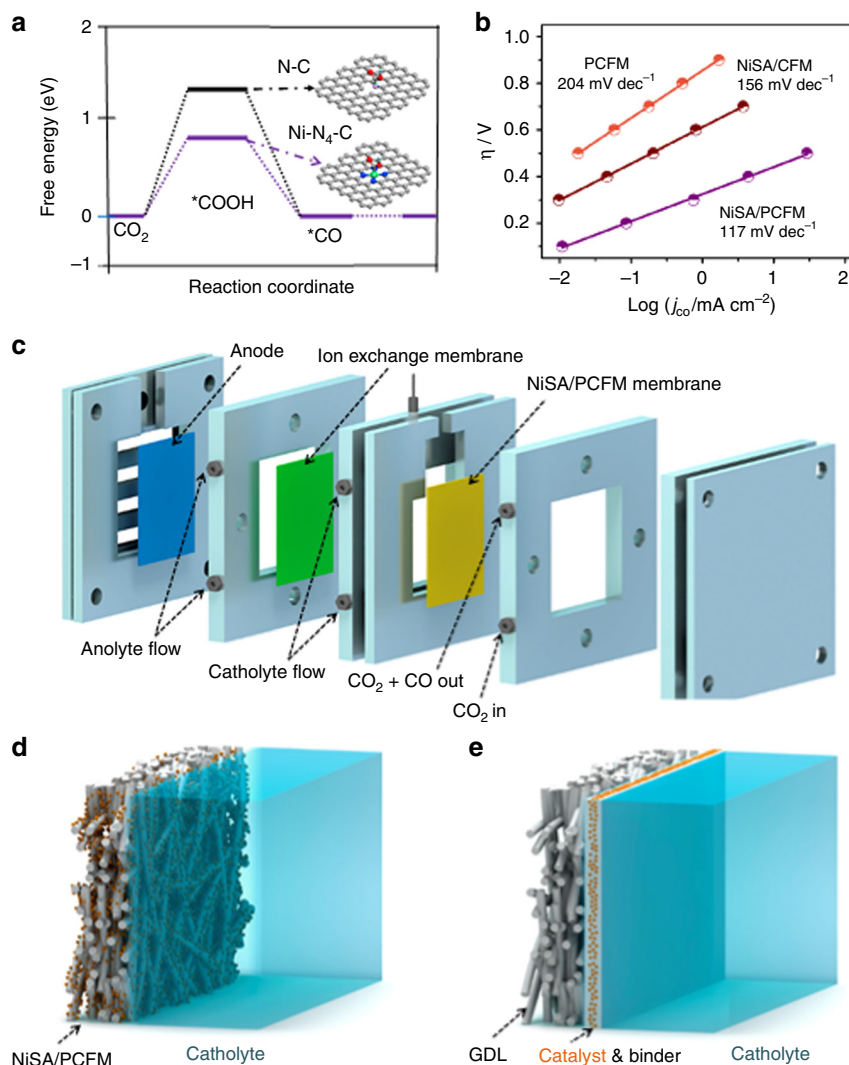 a
2
1
0
−1
Free energy (eV)
N-C
Ni-N₄-C
*COOH
CO₂
*CO
Reaction coordinate
b
1.0
0.8
0.6
0.4
0.2
η / V
PCFM
204 mV dec⁻¹
NiSA/CFM
156 mV dec⁻¹
NiSA/PCFM
117 mV dec⁻¹
−2
−1
0
1
2
Log (j_co/mA cm⁻²)
c
Anode
Ion exchange membrane
NiSA/PCFM membrane
Anolyte flow
Catholyte flow
CO₂ + CO out
CO₂ in
d
NiSA/PCFM
Catholyte
e
GDL
Catalyst & binder
Catholyte